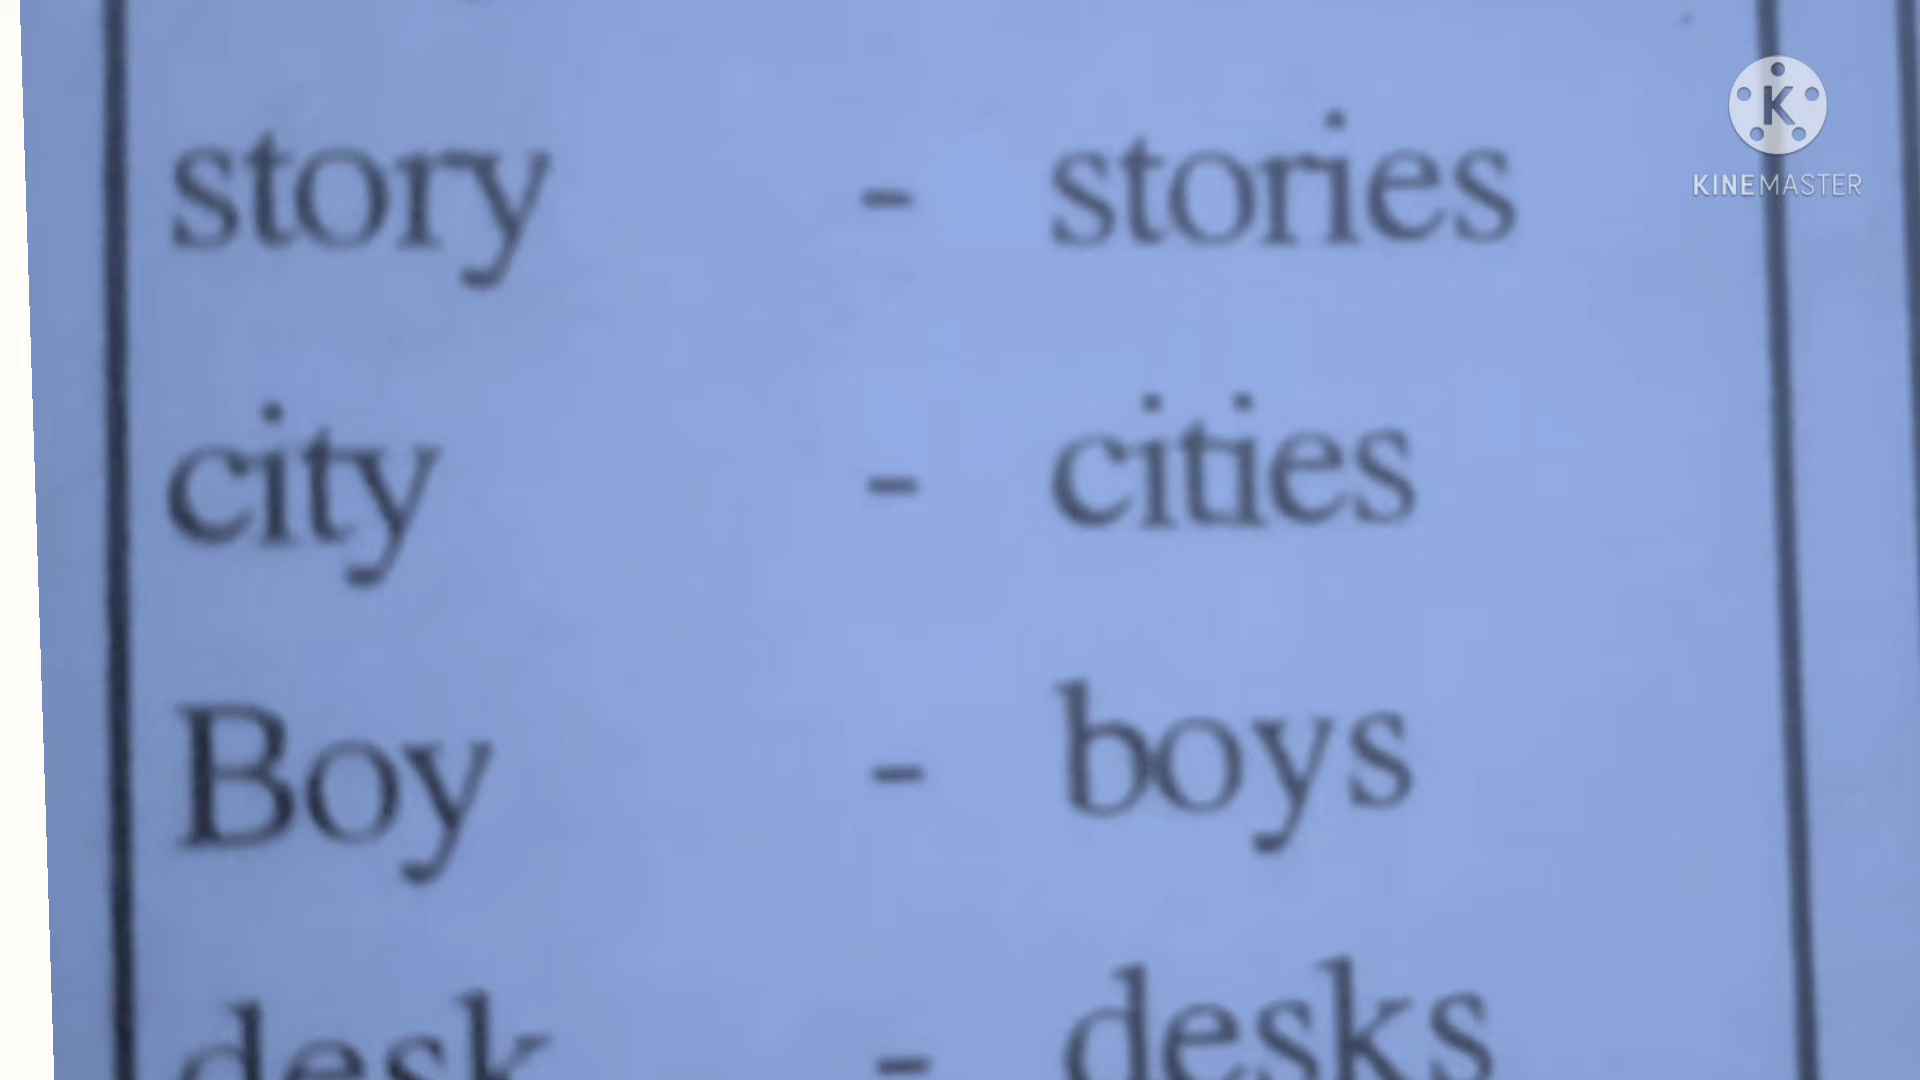 story - stories
K
KINEMASTER
city - cities
Boy - boys
desk - desks